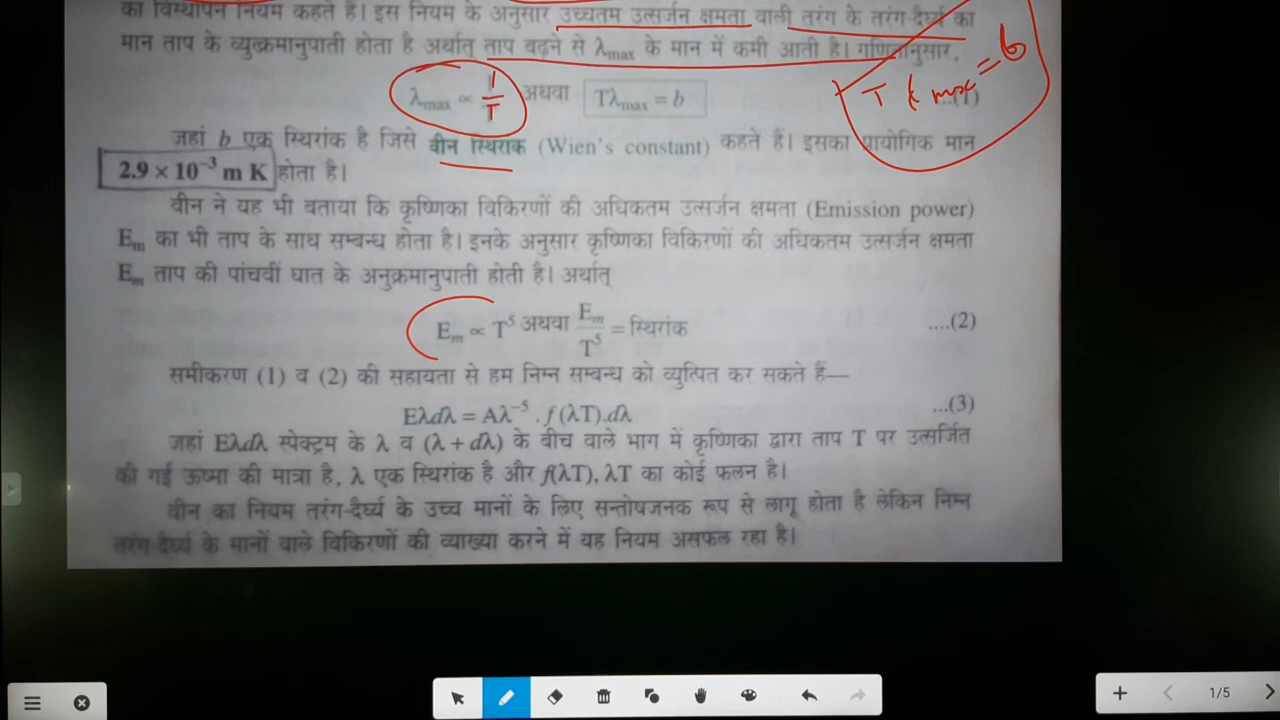 का विस्थापन नियम कहते हैं। इस नियम के अनुसार उच्चतम उत्सर्जन क्षमता वाली तरंग के तरंग-दैर्घ्य का
मान ताप के व्युत्क्रमानुपाती होता है अर्थात् ताप बढ़ने से λmax के मान में कमी आती है। गणितानुसार,
λmax ∝ 1/T अथवा Tλmax = b ...(1)
T λ max = b
जहां b एक स्थिरांक है जिसे वीन स्थिरांक (Wien's constant) कहते हैं। इसका प्रायोगिक मान
2.9 × 10⁻³ m K होता है।
वीन ने यह भी बताया कि कृष्णिका विकिरणों की अधिकतम उत्सर्जन क्षमता (Emission power)
Em का भी ताप के साथ सम्बन्ध होता है। इनके अनुसार कृष्णिका विकिरणों की अधिकतम उत्सर्जन क्षमता
Em ताप की पांचवीं घात के अनुक्रमानुपाती होती है। अर्थात्
Em ∝ T⁵ अथवा Em/T⁵ = स्थिरांक ....(2)
समीकरण (1) व (2) की सहायता से हम निम्न सम्बन्ध को व्युत्पित कर सकते हैं—
Eλdλ = Aλ⁻⁵ . f(λT).dλ ...(3)
जहां Eλdλ स्पेक्ट्रम के λ व (λ + dλ) के बीच वाले भाग में कृष्णिका द्वारा ताप T पर उत्सर्जित
की गई ऊष्मा की मात्रा है, λ एक स्थिरांक है और f(λT), λT का कोई फलन है।
वीन का नियम तरंग-दैर्घ्य के उच्च मानों के लिए सन्तोषजनक रूप से लागू होता है लेकिन निम्न
तरंग-दैर्घ्य के मानों वाले विकिरणों की व्याख्या करने में यह नियम असफल रहा है।
1/5